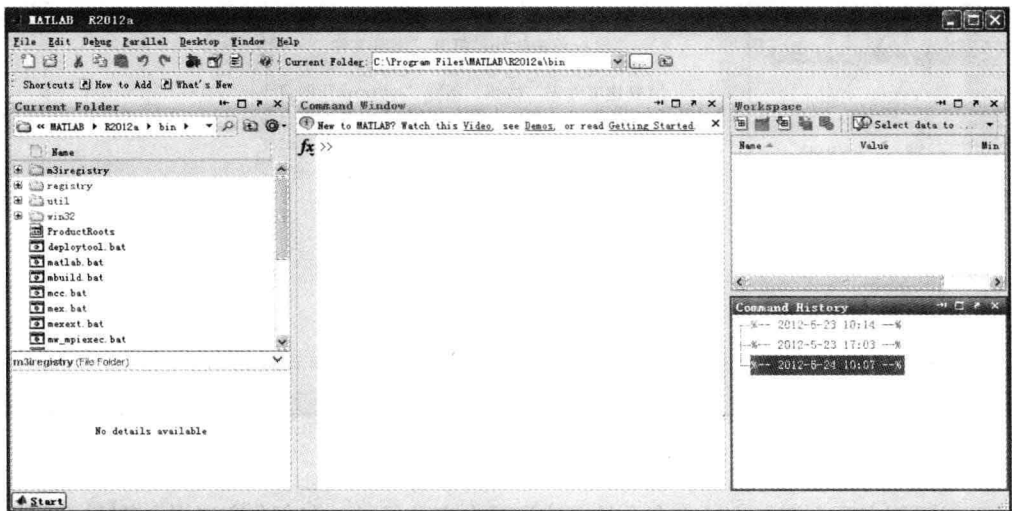 MATLAB R2012a
File Edit Debug Parallel Desktop Window Help
Current Folder: C:\Program Files\MATLAB\R2012a\bin
Shortcuts How to Add What's New
Current Folder
« MATLAB ▸ R2012a ▸ bin ▸
Name
m3iregistry
registry
util
win32
ProductRoots
deploytool.bat
matlab.bat
mbuild.bat
mcc.bat
mex.bat
mexext.bat
mw_mpiexec.bat
m3iregistry (File Folder)
No details available
Command Window
New to MATLAB? Watch this Video, see Demos, or read Getting Started.
fx >>
Workspace
Select data to ...
Name Value Min
Command History
%-- 2012-5-23 10:14 --%
%-- 2012-5-23 17:03 --%
%-- 2012-5-24 10:07 --%
Start